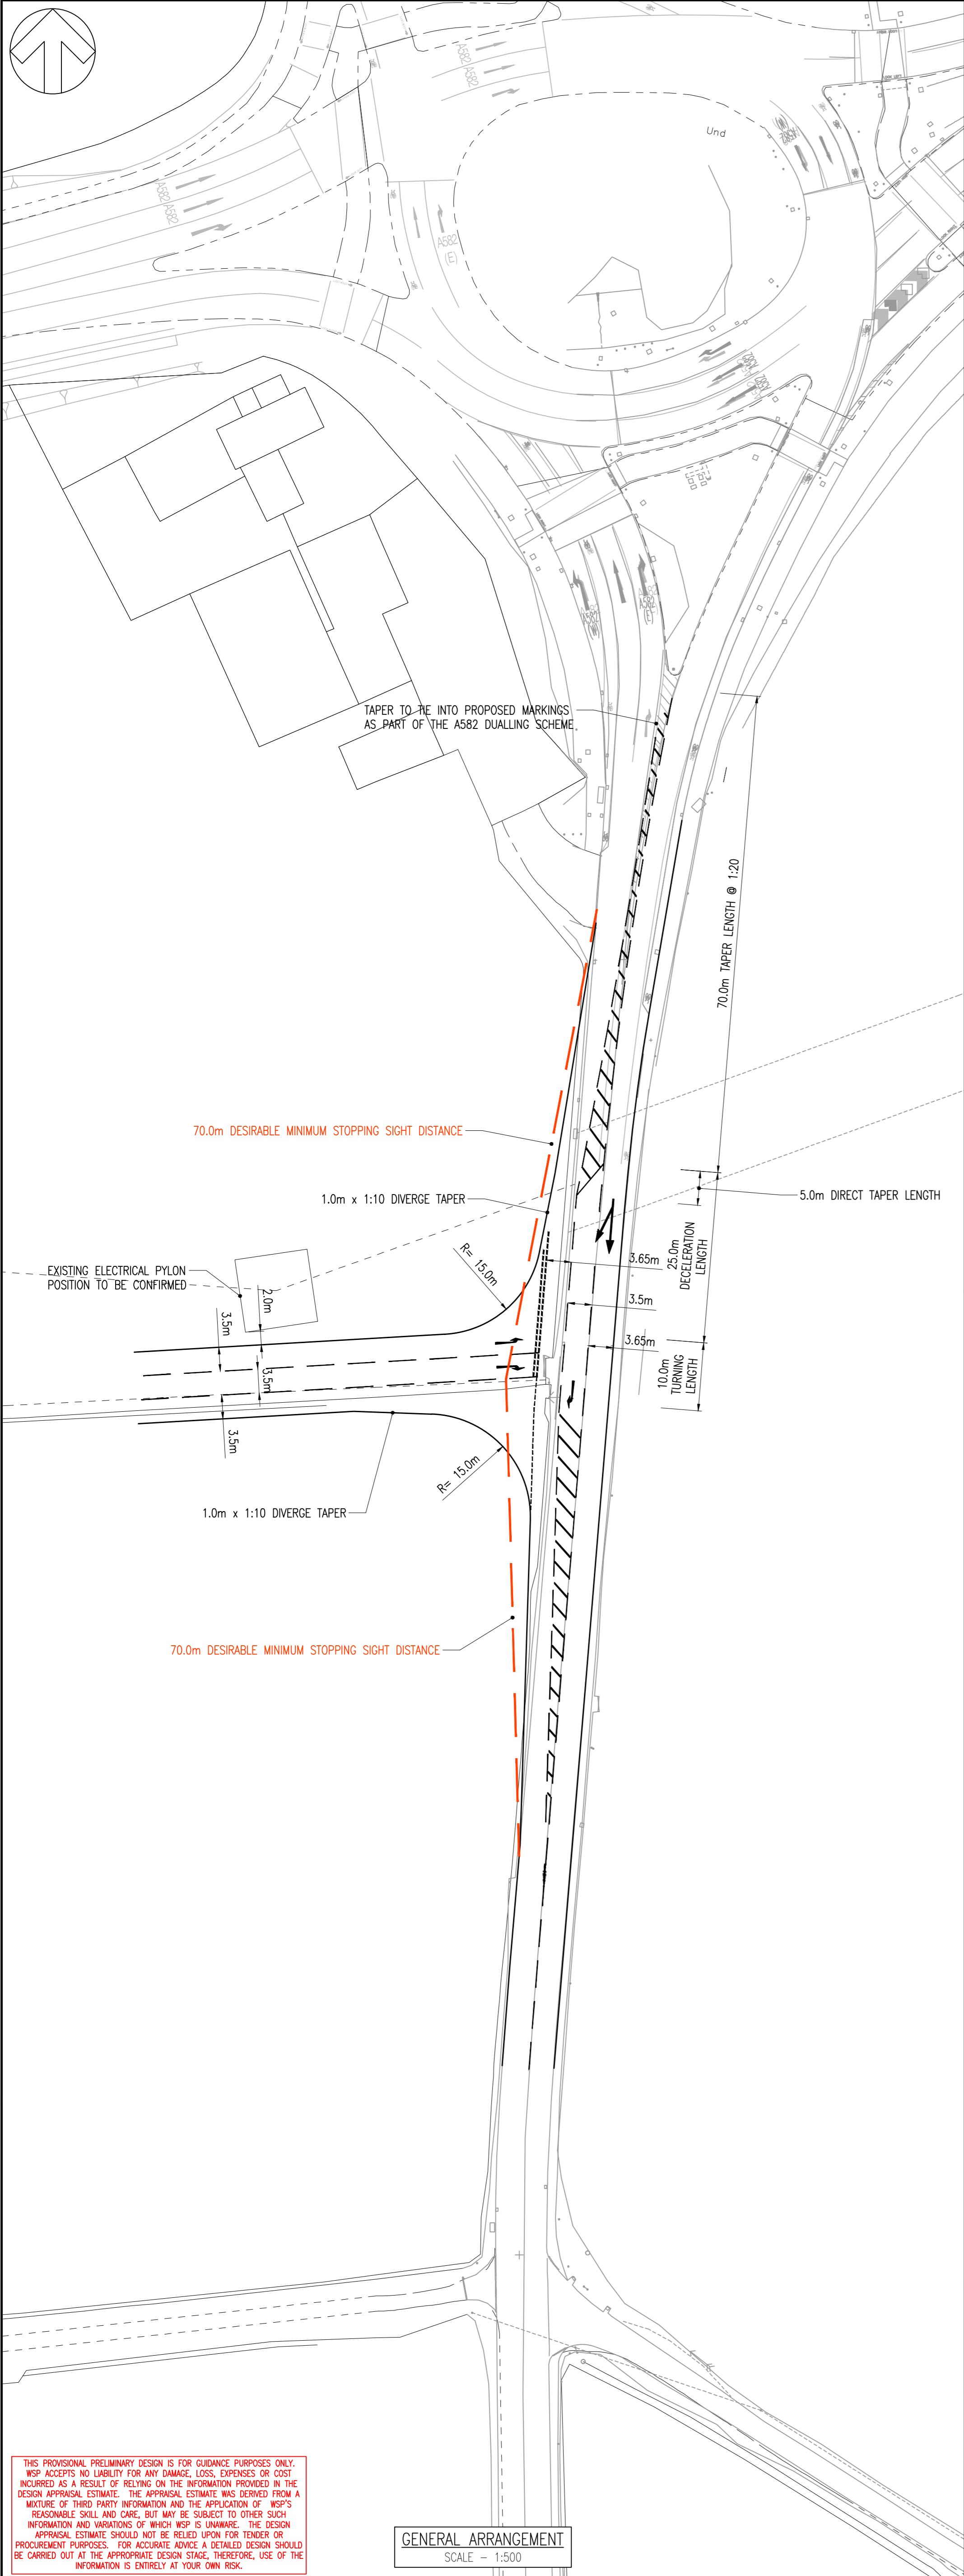 A582 A582
Und
A582 A582
A582
(E)
TAPER TO TIE INTO PROPOSED MARKINGS
AS PART OF THE A582 DUALLING SCHEME
70.0m TAPER LENGTH @ 1:20
70.0m DESIRABLE MINIMUM STOPPING SIGHT DISTANCE
1.0m x 1:10 DIVERGE TAPER
5.0m DIRECT TAPER LENGTH
EXISTING ELECTRICAL PYLON
POSITION TO BE CONFIRMED
R= 15.0m
3.65m
25.0m
DECELERATION
LENGTH
2.0m
3.5m
3.5m
3.65m
3.5m
10.0m
TURNING
LENGTH
3.5m
R= 15.0m
1.0m x 1:10 DIVERGE TAPER
70.0m DESIRABLE MINIMUM STOPPING SIGHT DISTANCE
THIS PROVISIONAL PRELIMINARY DESIGN IS FOR GUIDANCE PURPOSES ONLY.
WSP ACCEPTS NO LIABILITY FOR ANY DAMAGE, LOSS, EXPENSES OR COST
INCURRED AS A RESULT OF RELYING ON THE INFORMATION PROVIDED IN THE
DESIGN APPRAISAL ESTIMATE. THE APPRAISAL ESTIMATE WAS DERIVED FROM A
MIXTURE OF THIRD PARTY INFORMATION AND THE APPLICATION OF WSP'S
REASONABLE SKILL AND CARE, BUT MAY BE SUBJECT TO OTHER SUCH
INFORMATION AND VARIATIONS OF WHICH WSP IS UNAWARE. THE DESIGN
APPRAISAL ESTIMATE SHOULD NOT BE RELIED UPON FOR TENDER OR
PROCUREMENT PURPOSES. FOR ACCURATE ADVICE A DETAILED DESIGN SHOULD
BE CARRIED OUT AT THE APPROPRIATE DESIGN STAGE, THEREFORE, USE OF THE
INFORMATION IS ENTIRELY AT YOUR OWN RISK.
GENERAL ARRANGEMENT
SCALE - 1:500